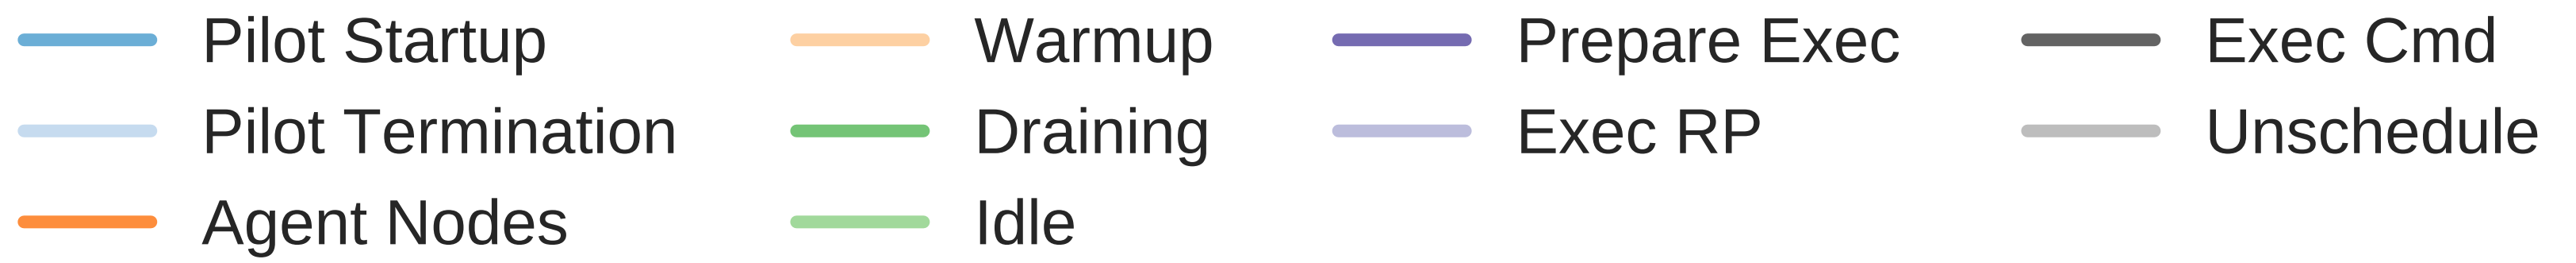 Pilot Startup Warmup Prepare Exec Exec Cmd
Pilot Termination Draining Exec RP Unschedule
Agent Nodes Idle